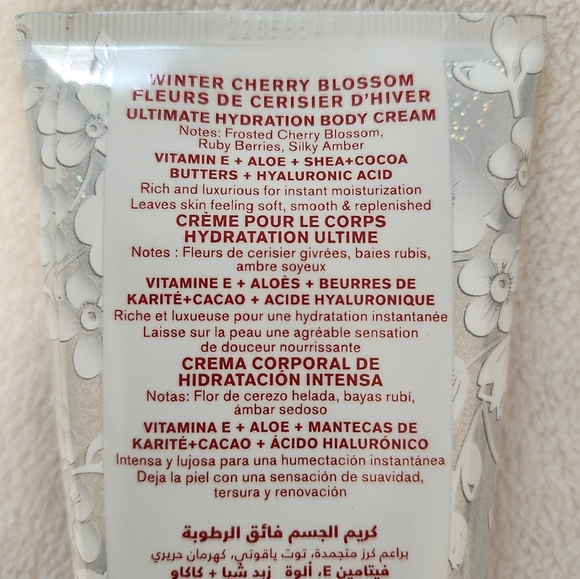 WINTER CHERRY BLOSSOM
FLEURS DE CERISIER D'HIVER
ULTIMATE HYDRATION BODY CREAM
Notes: Frosted Cherry Blossom,
Ruby Berries, Silky Amber
VITAMIN E + ALOE + SHEA+COCOA
BUTTERS + HYALURONIC ACID
Rich and luxurious for instant moisturization
Leaves skin feeling soft, smooth & replenished
CRÈME POUR LE CORPS
HYDRATATION ULTIME
Notes : Fleurs de cerisier givrées, baies rubis,
ambre soyeux
VITAMINE E + ALOÈS + BEURRES DE
KARITÉ+CACAO + ACIDE HYALURONIQUE
Riche et luxueuse pour une hydratation instantanée
Laisse sur la peau une agréable sensation
de douceur nourrissante
CREMA CORPORAL DE
HIDRATACIÓN INTENSA
Notas: Flor de cerezo helada, bayas rubí,
ámbar sedoso
VITAMINA E + ALOE + MANTECAS DE
KARITÉ+CACAO + ÁCIDO HIALURÓNICO
Intensa y lujosa para una humectación instantánea
Deja la piel con una sensación de suavidad,
tersura y renovación
كريم الجسم فائق الرطوبة
براعم كرز متجمدة، توت ياقوتي، كهرمان حريري
فيتامين E، ألوة زبد شيا + كاكاو